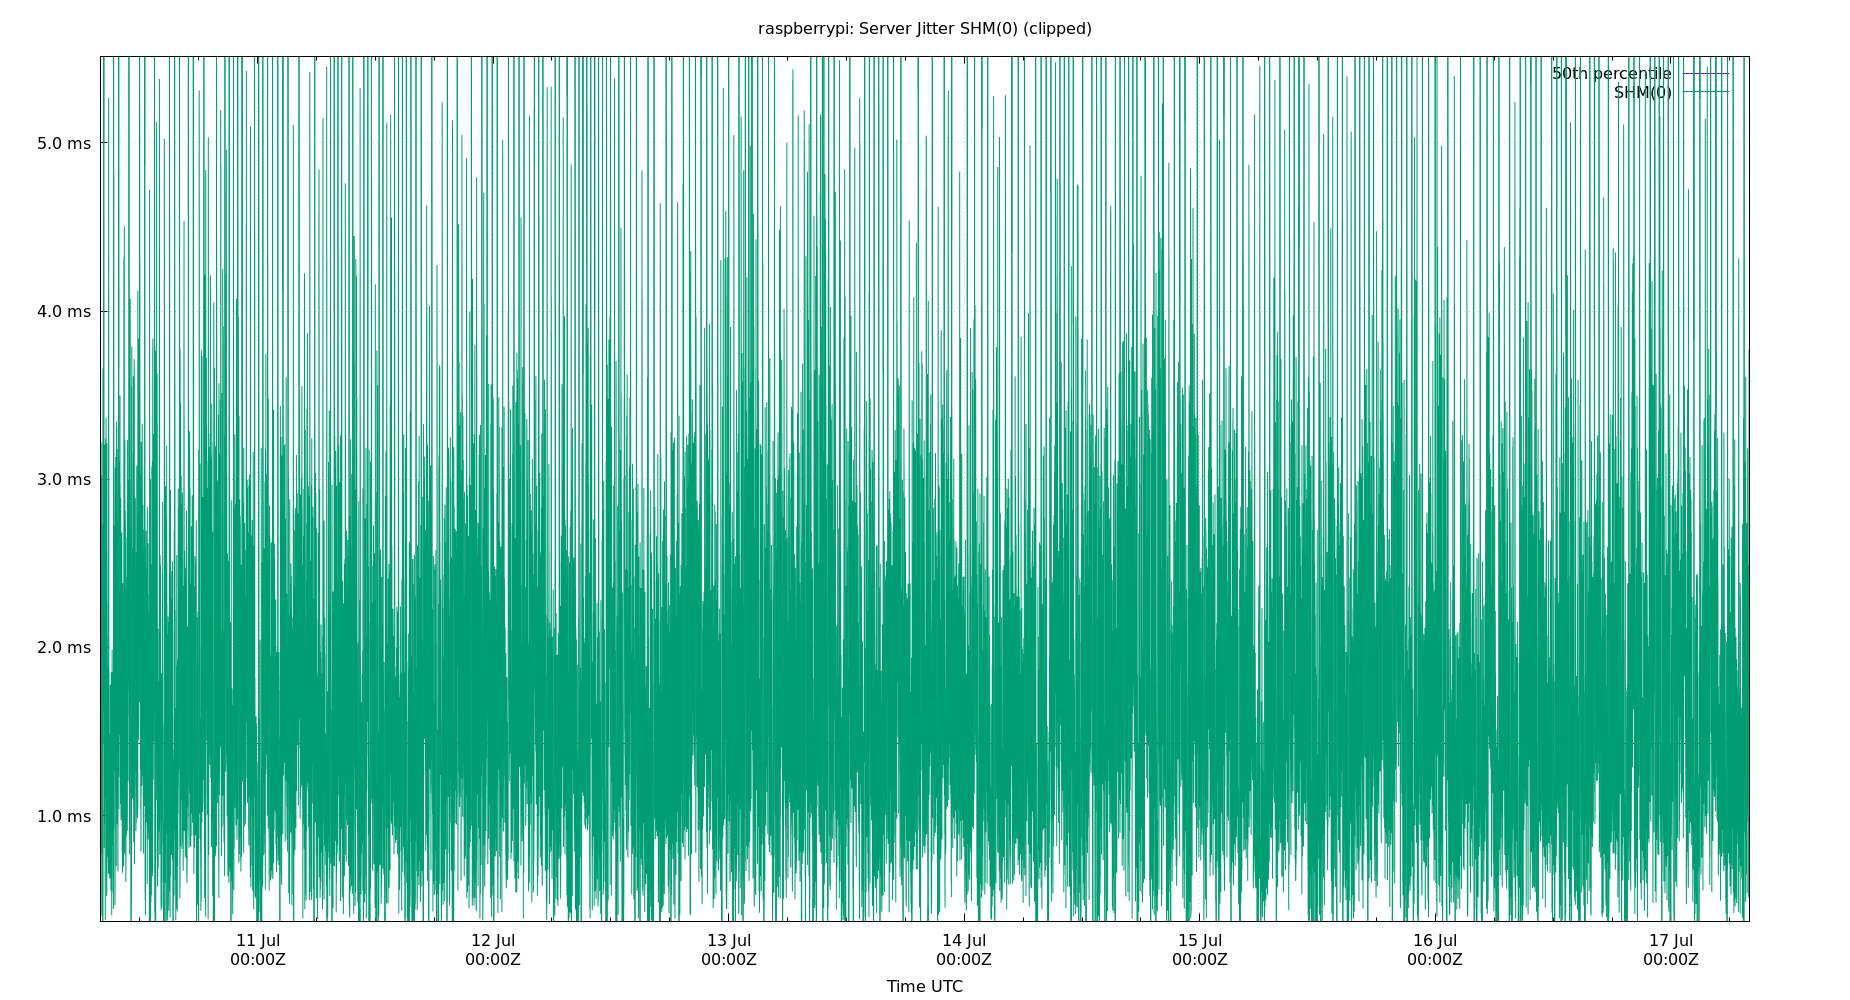 raspberrypi: Server Jitter SHM(0) (clipped)
50th percentile
SHM(0)
5.0 ms
4.0 ms
3.0 ms
2.0 ms
1.0 ms
11 Jul 12 Jul 13 Jul 14 Jul 15 Jul 16 Jul 17 Jul
00:00Z 00:00Z 00:00Z 00:00Z 00:00Z 00:00Z 00:00Z
Time UTC